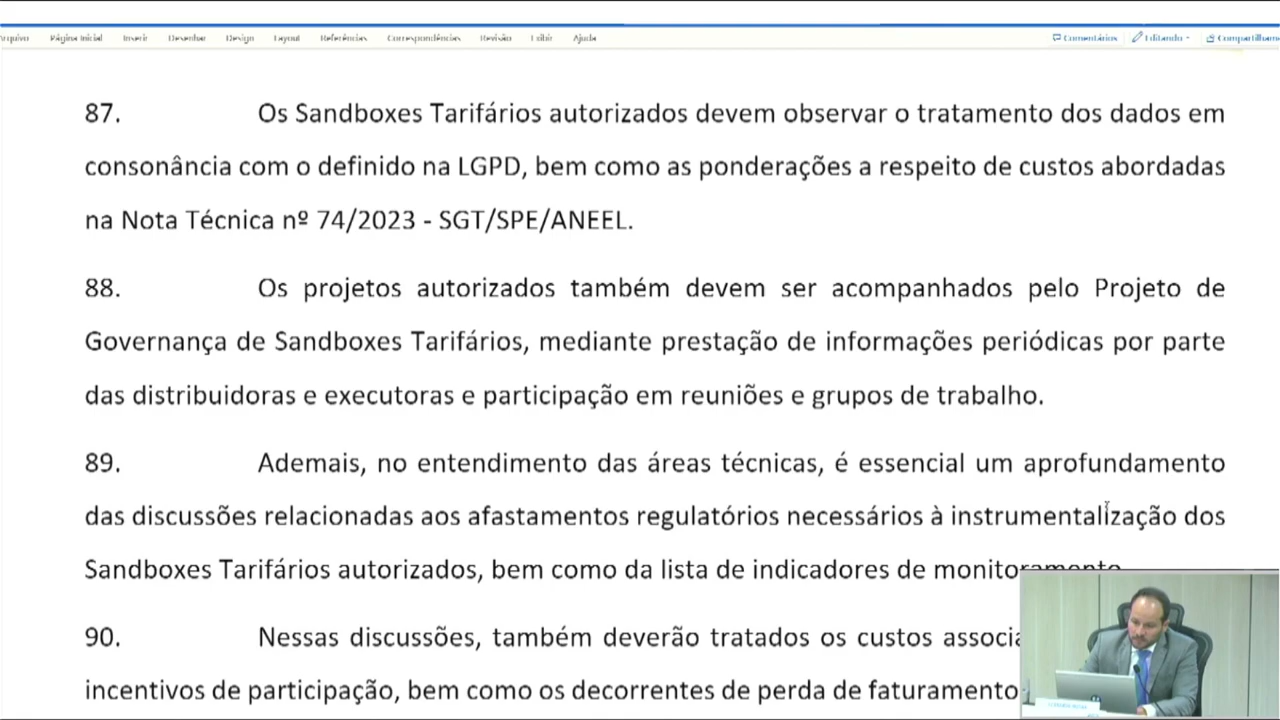 Arquivo Página Inicial Inserir Desenhar Design Layout Referências Correspondências Revisão Exibir Ajuda Comentários Editando
87. Os Sandboxes Tarifários autorizados devem observar o tratamento dos dados em
consonância com o definido na LGPD, bem como as ponderações a respeito de custos abordadas
na Nota Técnica nº 74/2023 - SGT/SPE/ANEEL.
88. Os projetos autorizados também devem ser acompanhados pelo Projeto de
Governança de Sandboxes Tarifários, mediante prestação de informações periódicas por parte
das distribuidoras e executoras e participação em reuniões e grupos de trabalho.
89. Ademais, no entendimento das áreas técnicas, é essencial um aprofundamento
das discussões relacionadas aos afastamentos regulatórios necessários à instrumentalização dos
Sandboxes Tarifários autorizados, bem como da lista de indicadores de monitoramento.
90. Nessas discussões, também deverão tratados os custos associa
incentivos de participação, bem como os decorrentes de perda de faturamento